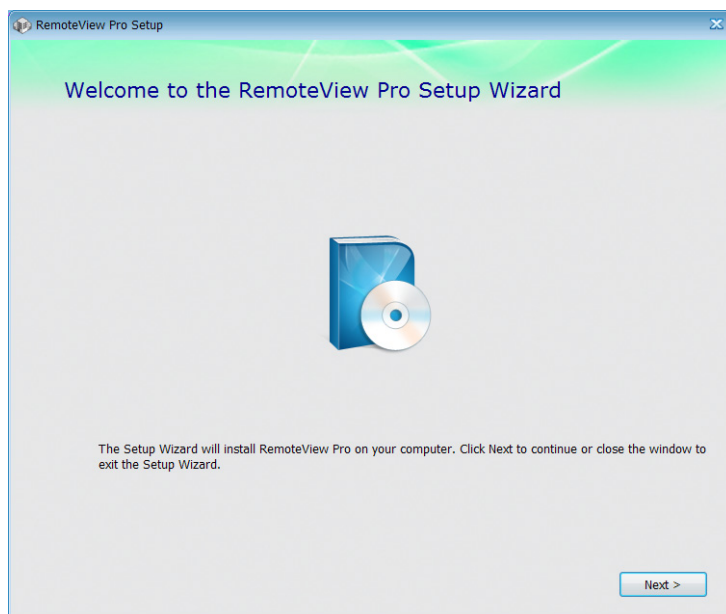 RemoteView Pro Setup
Welcome to the RemoteView Pro Setup Wizard
The Setup Wizard will install RemoteView Pro on your computer. Click Next to continue or close the window to
exit the Setup Wizard.
Next >